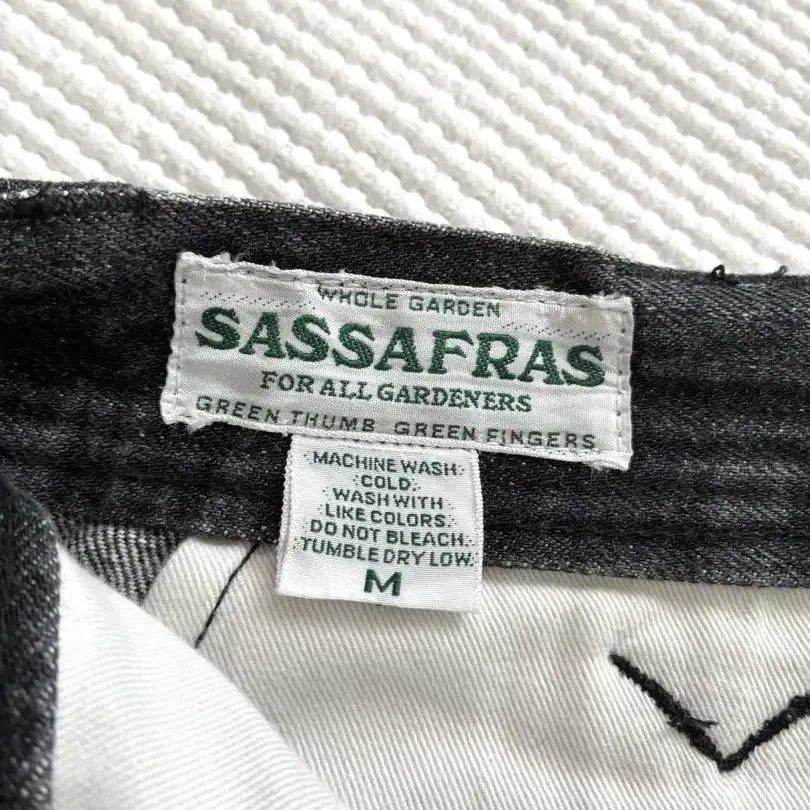 WHOLE GARDEN
SASSAFRAS
FOR ALL GARDENERS
GREEN THUMB GREEN FINGERS
MACHINE WASH
COLD.
WASH WITH
LIKE COLORS.
DO NOT BLEACH.
TUMBLE DRY LOW.
M